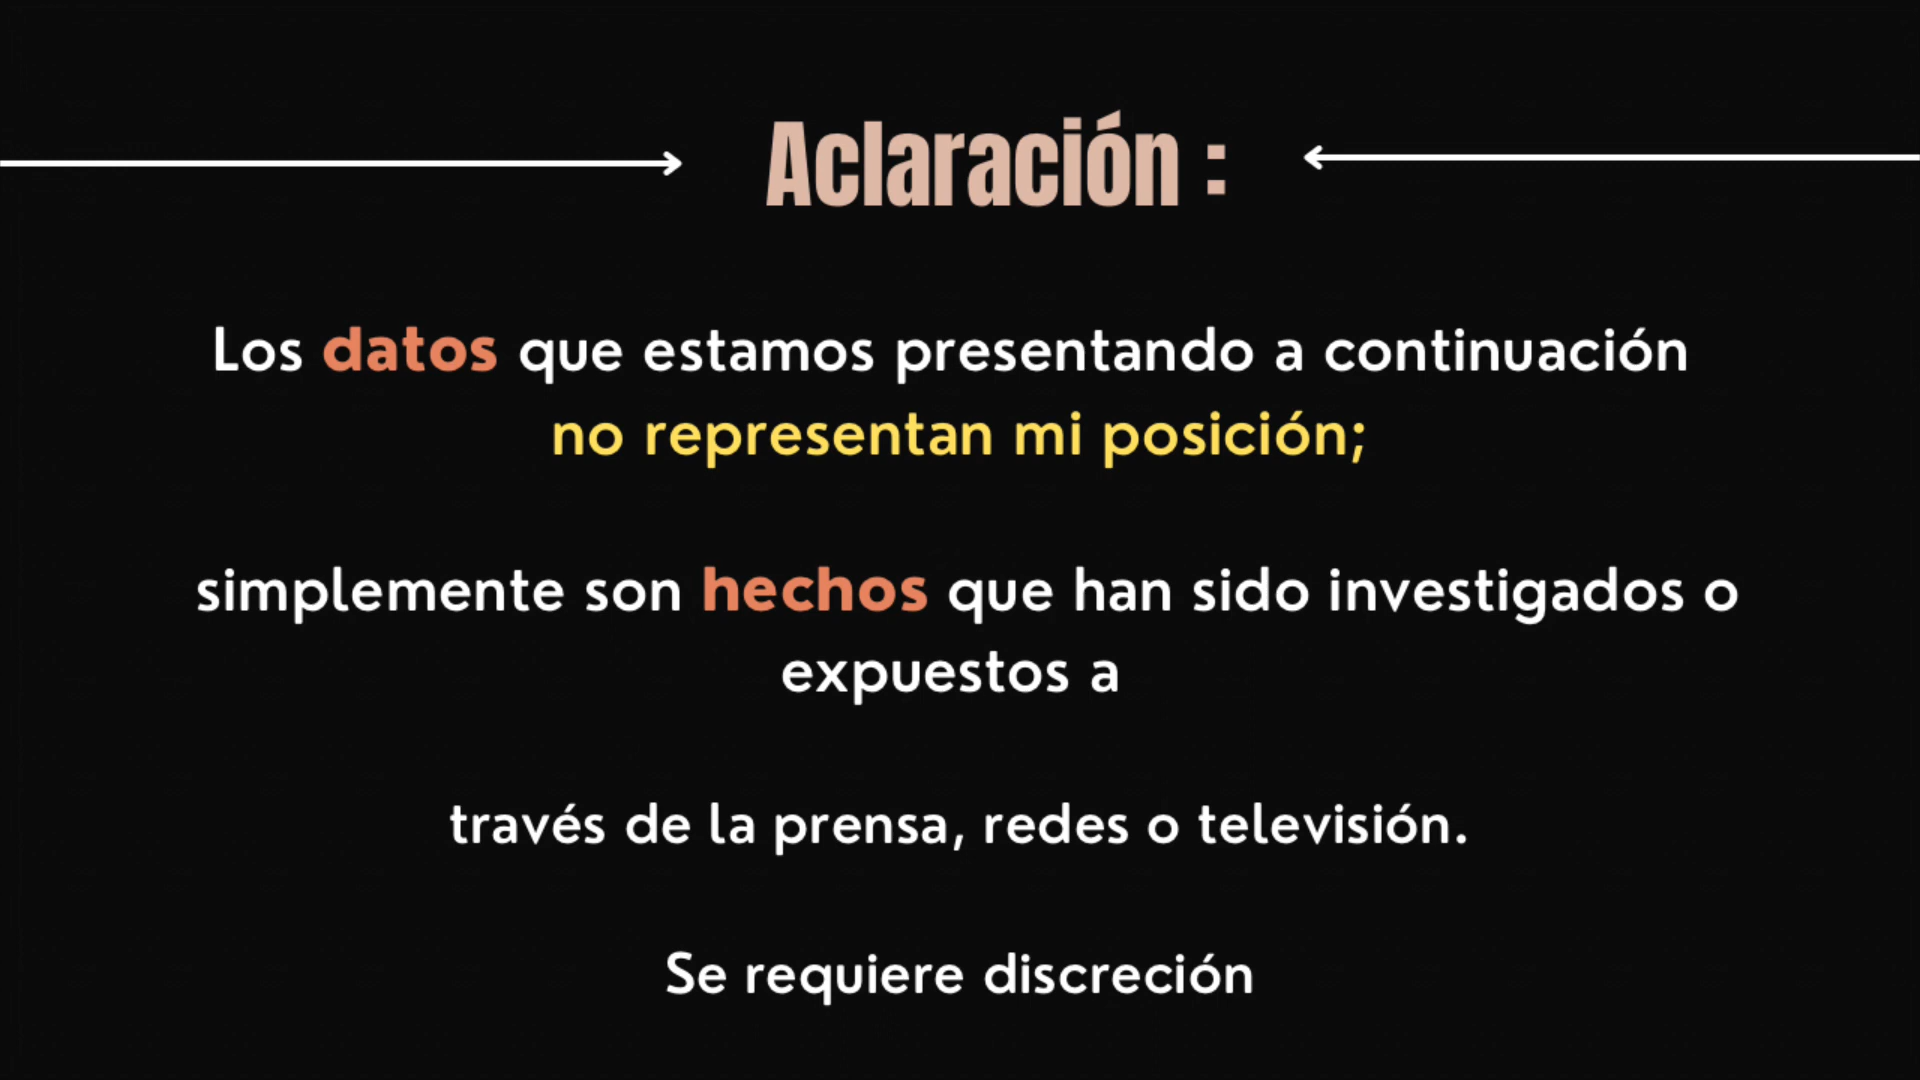 Aclaración :
Los datos que estamos presentando a continuación
no representan mi posición;
simplemente son hechos que han sido investigados o
expuestos a
través de la prensa, redes o televisión.
Se requiere discreción